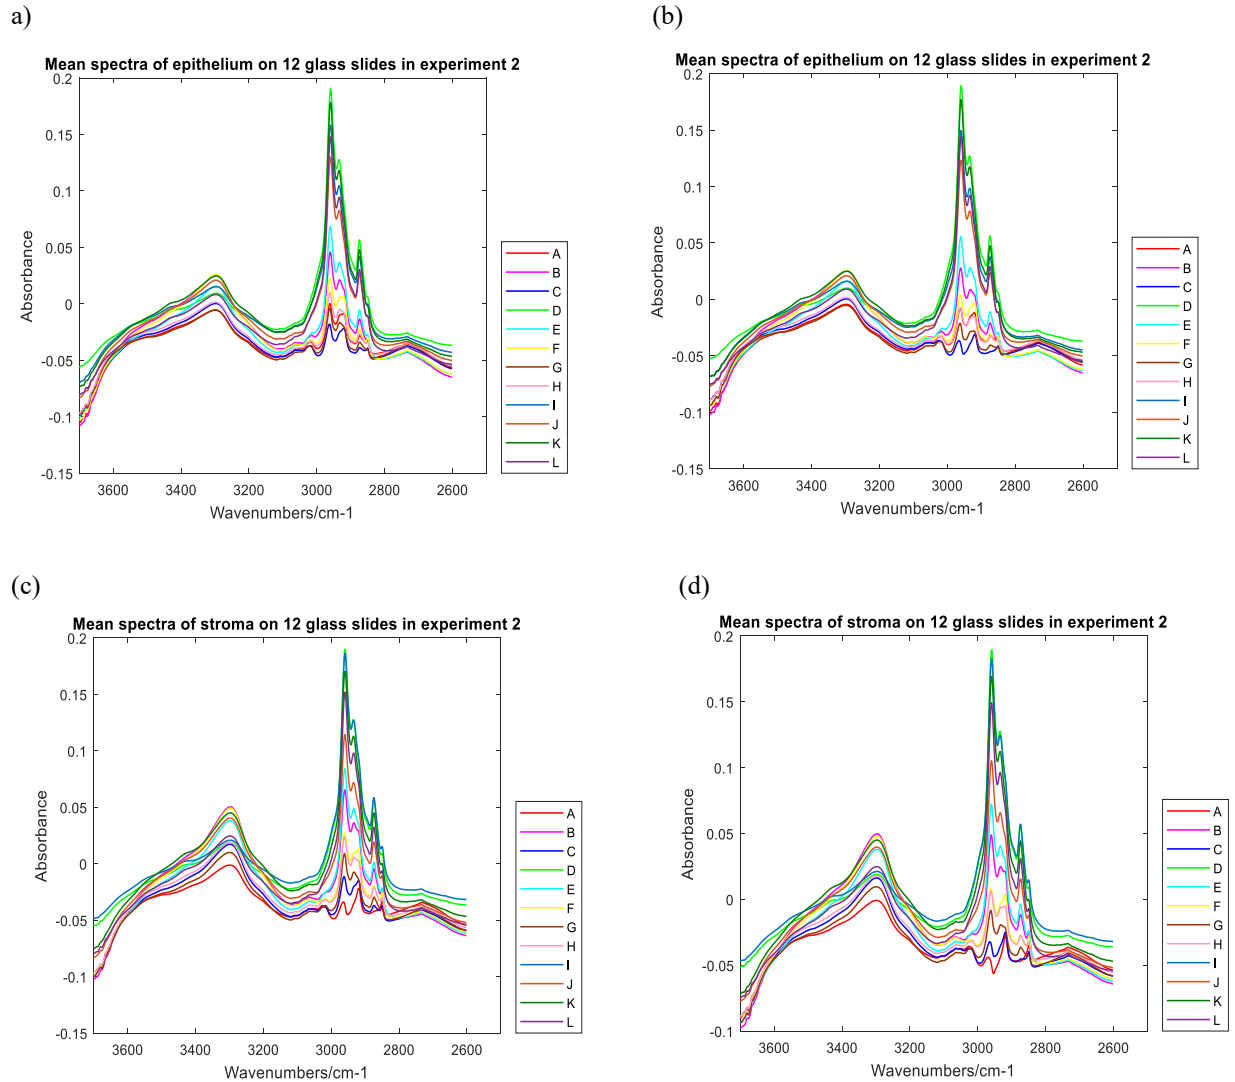 a)
Mean spectra of epithelium on 12 glass slides in experiment 2
0.2
0.15
0.1
0.05
0
-0.05
-0.1
-0.15
Absorbance
3600 3400 3200 3000 2800 2600
Wavenumbers/cm-1
A
B
C
D
E
F
G
H
I
J
K
L
(b)
Mean spectra of epithelium on 12 glass slides in experiment 2
0.2
0.15
0.1
0.05
0
-0.05
-0.1
-0.15
Absorbance
3600 3400 3200 3000 2800 2600
Wavenumbers/cm-1
A
B
C
D
E
F
G
H
I
J
K
L
(c)
Mean spectra of stroma on 12 glass slides in experiment 2
0.2
0.15
0.1
0.05
0
-0.05
-0.1
-0.15
Absorbance
3600 3400 3200 3000 2800 2600
Wavenumbers/cm-1
A
B
C
D
E
F
G
H
I
J
K
L
(d)
Mean spectra of stroma on 12 glass slides in experiment 2
0.2
0.15
0.1
0.05
0
-0.05
-0.1
Absorbance
3600 3400 3200 3000 2800 2600
Wavenumbers/cm-1
A
B
C
D
E
F
G
H
I
J
K
L